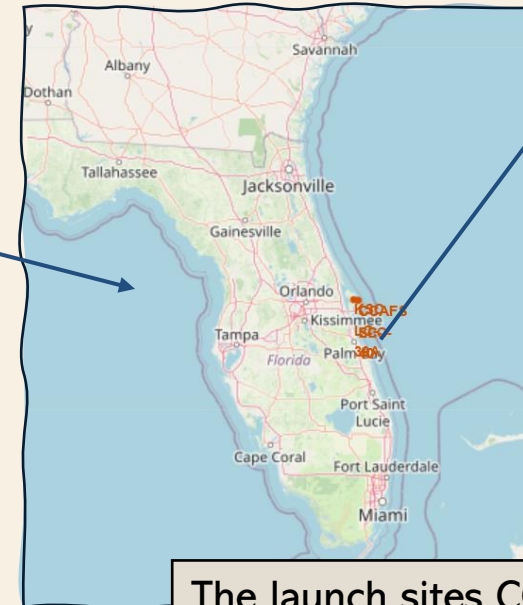 y
Savannah
Albany
Dothan
Tallahassee
Jacksonville
Gainesville
Orlando
Kissimmee
Tampa
Palm Bay
Florida
Port Saint
Lucie
Cape Coral
Fort Lauderdale
Miami
The launch sites C